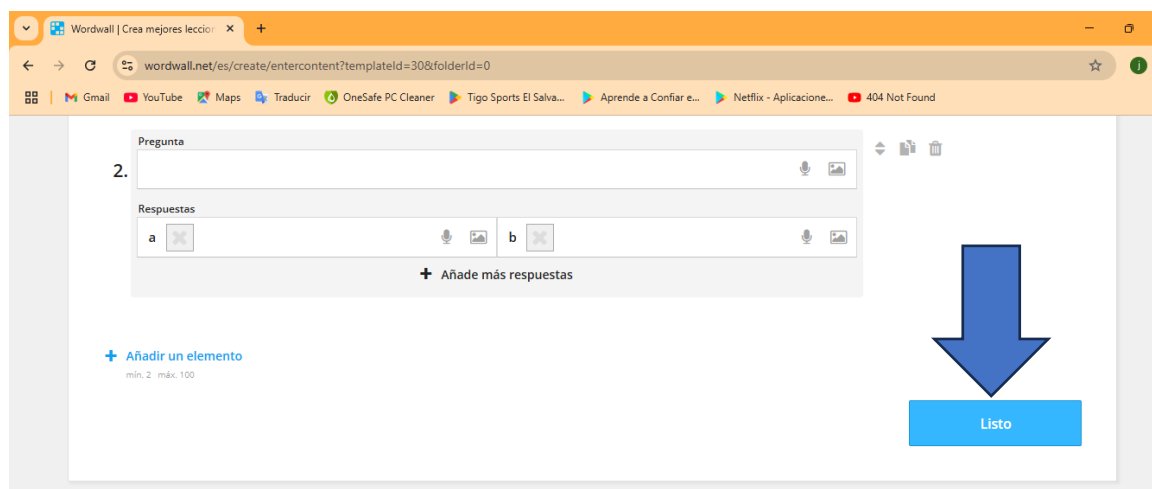 Wordwall | Crea mejores leccion
wordwall.net/es/create/entercontent?templateId=30&folderId=0
j
Gmail YouTube Maps Traducir OneSafe PC Cleaner Tigo Sports El Salva... Aprende a Confiar e... Netflix - Aplicacione... 404 Not Found
Pregunta
2.
Respuestas
a b
+ Añade más respuestas
+ Añadir un elemento
mín. 2 máx. 100
Listo